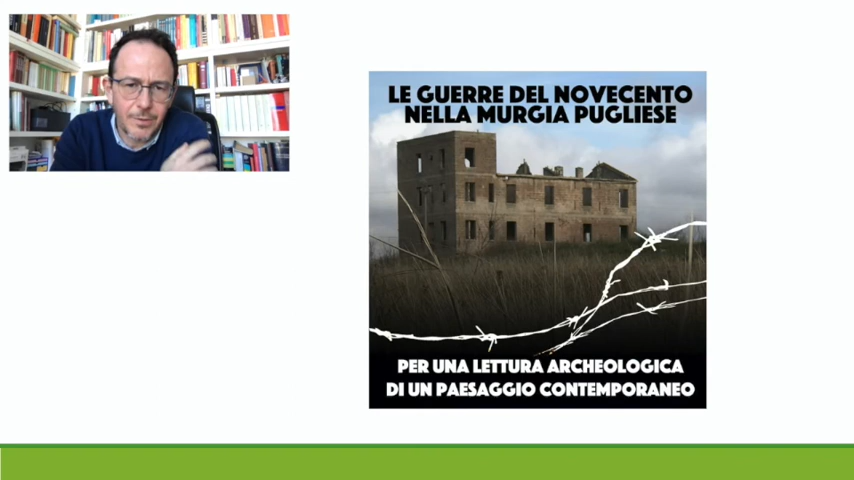 LE GUERRE DEL NOVECENTO
NELLA MURGIA PUGLIESE
PER UNA LETTURA ARCHEOLOGICA
DI UN PAESAGGIO CONTEMPORANEO